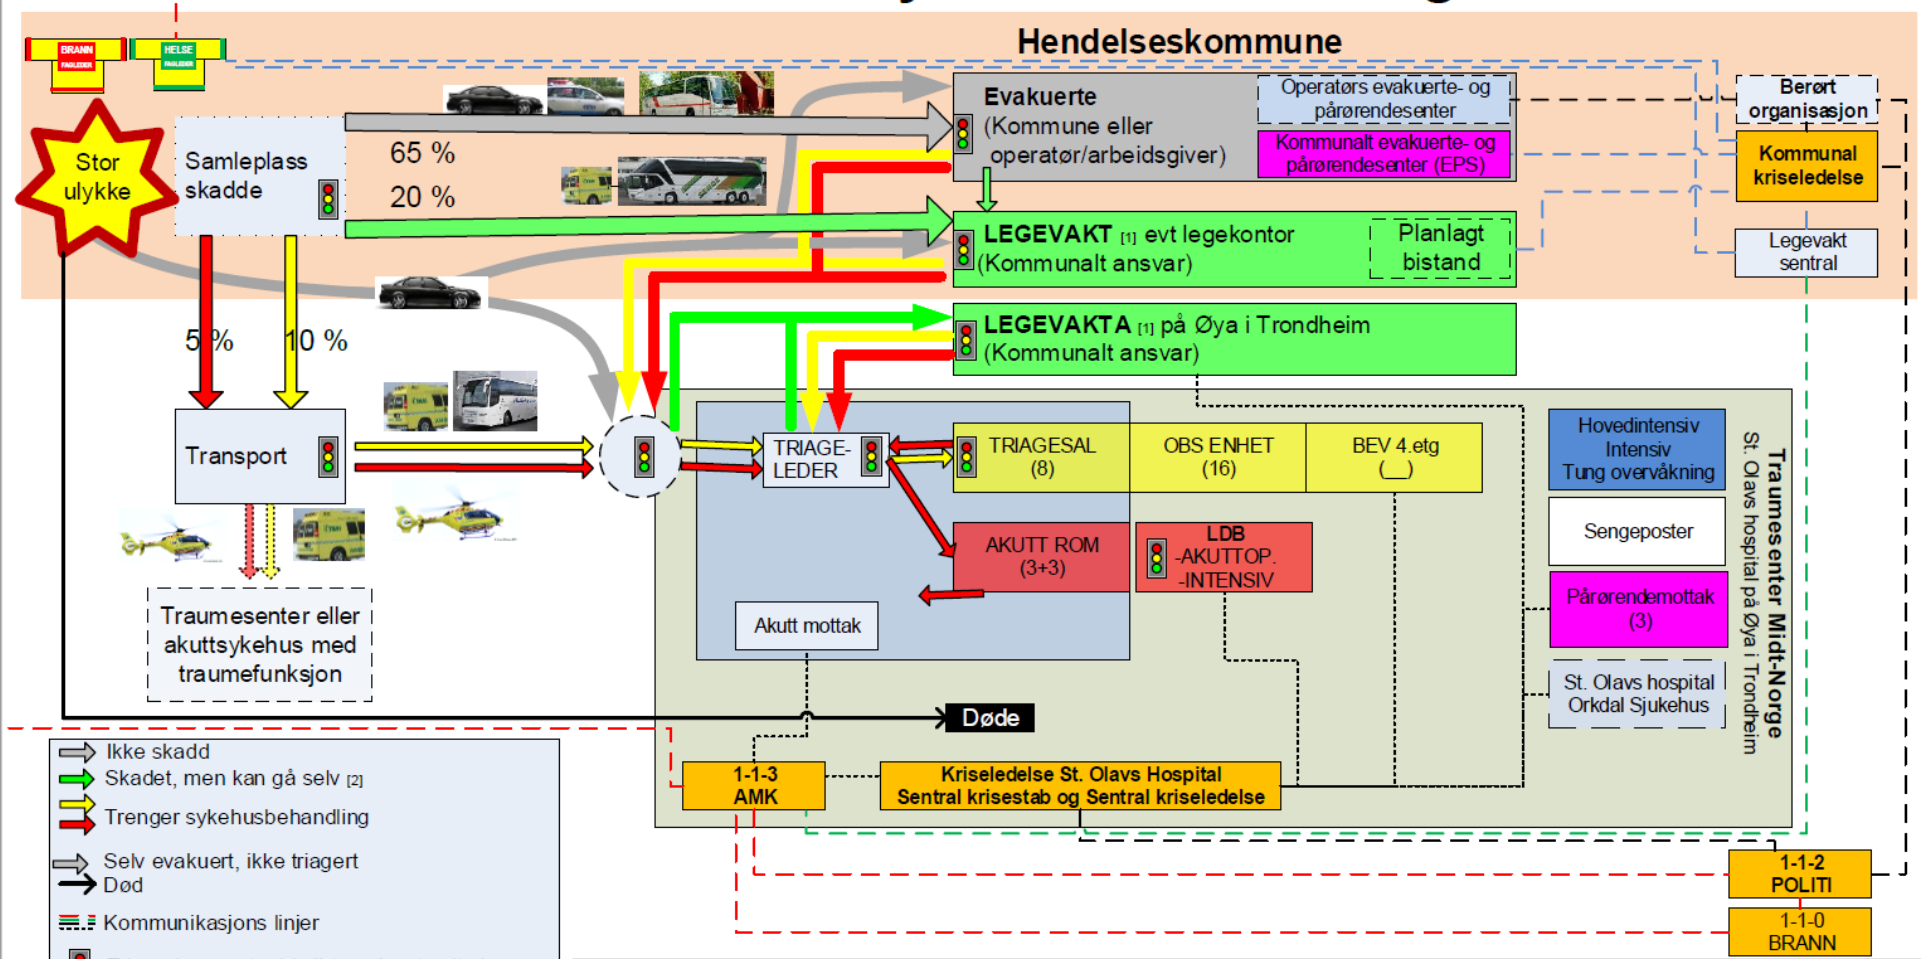 Hendelseskommune
BRANN
FAGLEDER
HELSE
FAGLEDER
Stor
ulykke
Samleplass
skadde
65 %
20 %
5 %
10 %
Evakuerte
(Kommune eller
operatør/arbeidsgiver)
Operatørs evakuerte- og
pårørendesenter
Kommunalt evakuerte- og
pårørendesenter (EPS)
Berørt
organisasjon
Kommunal
kriseledelse
LEGEVAKT [1] evt legekontor
(Kommunalt ansvar)
Planlagt
bistand
Legevakt
sentral
LEGEVAKTA [1] på Øya i Trondheim
(Kommunalt ansvar)
Transport
TRIAGE-
LEDER
TRIAGESAL
(8)
OBS ENHET
(16)
BEV 4.etg
(__)
Hovedintensiv
Intensiv
Tung overvåkning
Sengeposter
Pårørendemottak
(3)
St. Olavs hospital
Orkdal Sjukehus
Traumesenter Midt-Norge
St. Olavs hospital på Øya i Trondheim
AKUTT ROM
(3+3)
LDB
-AKUTTOP.
-INTENSIV
Akutt mottak
Traumesenter eller
akuttsykehus med
traumefunksjon
Døde
1-1-3
AMK
Kriseledelse St. Olavs Hospital
Sentral krisestab og Sentral kriseledelse
1-1-2
POLITI
1-1-0
BRANN
Ikke skadd
Skadet, men kan gå selv [2]
Trenger sykehusbehandling
Selv evakuert, ikke triagert
Død
Kommunikasjons linjer